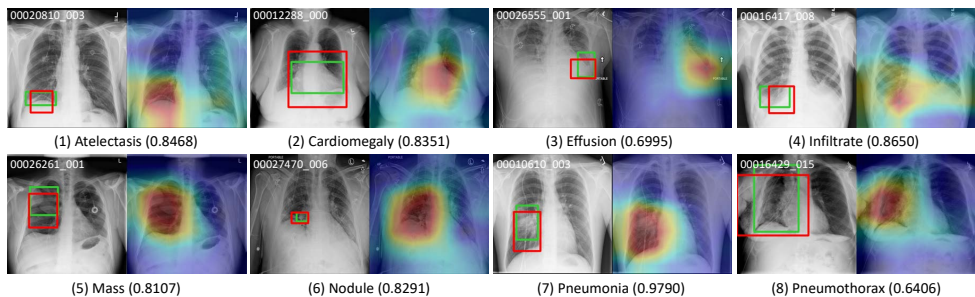 00020810_003 00012288_000 00026555_001 00016417_008
(1) Atelectasis (0.8468) (2) Cardiomegaly (0.8351) (3) Effusion (0.6995) (4) Infiltrate (0.8650)
00026261_001 00027470_006 00010610_003 00016429_015
(5) Mass (0.8107) (6) Nodule (0.8291) (7) Pneumonia (0.9790) (8) Pneumothorax (0.6406)